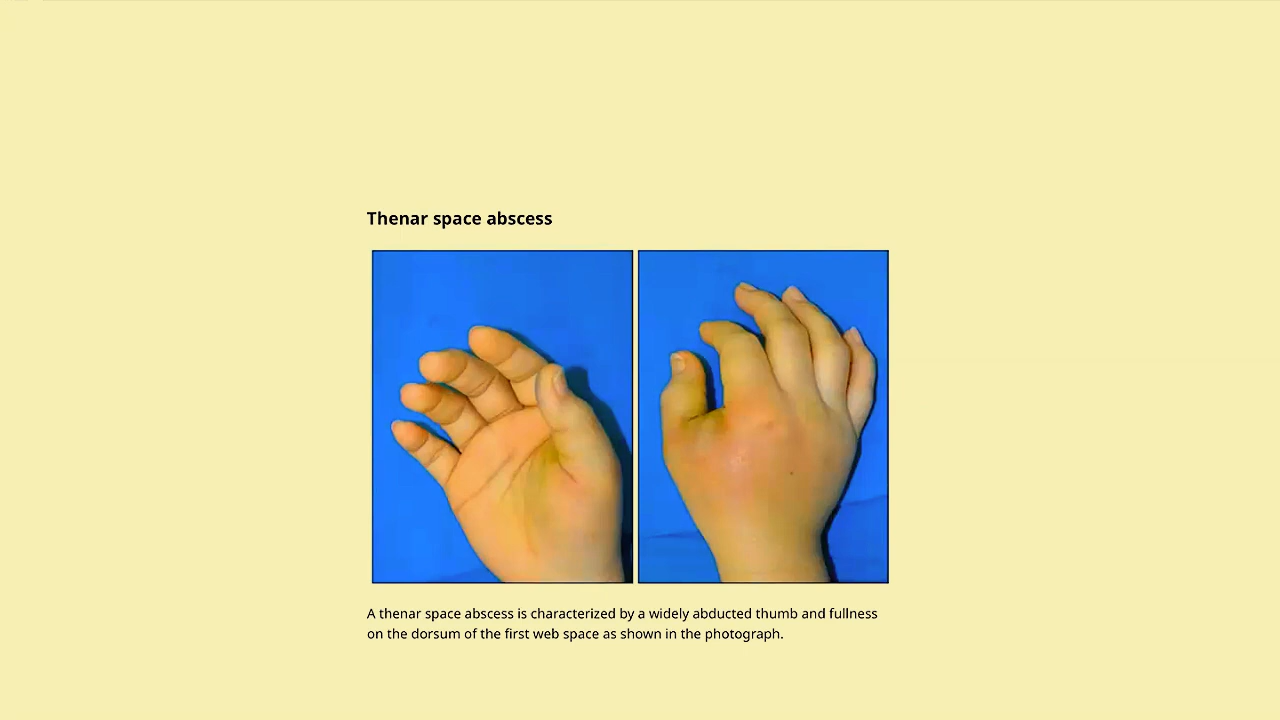 Thenar space abscess
A thenar space abscess is characterized by a widely abducted thumb and fullness
on the dorsum of the first web space as shown in the photograph.